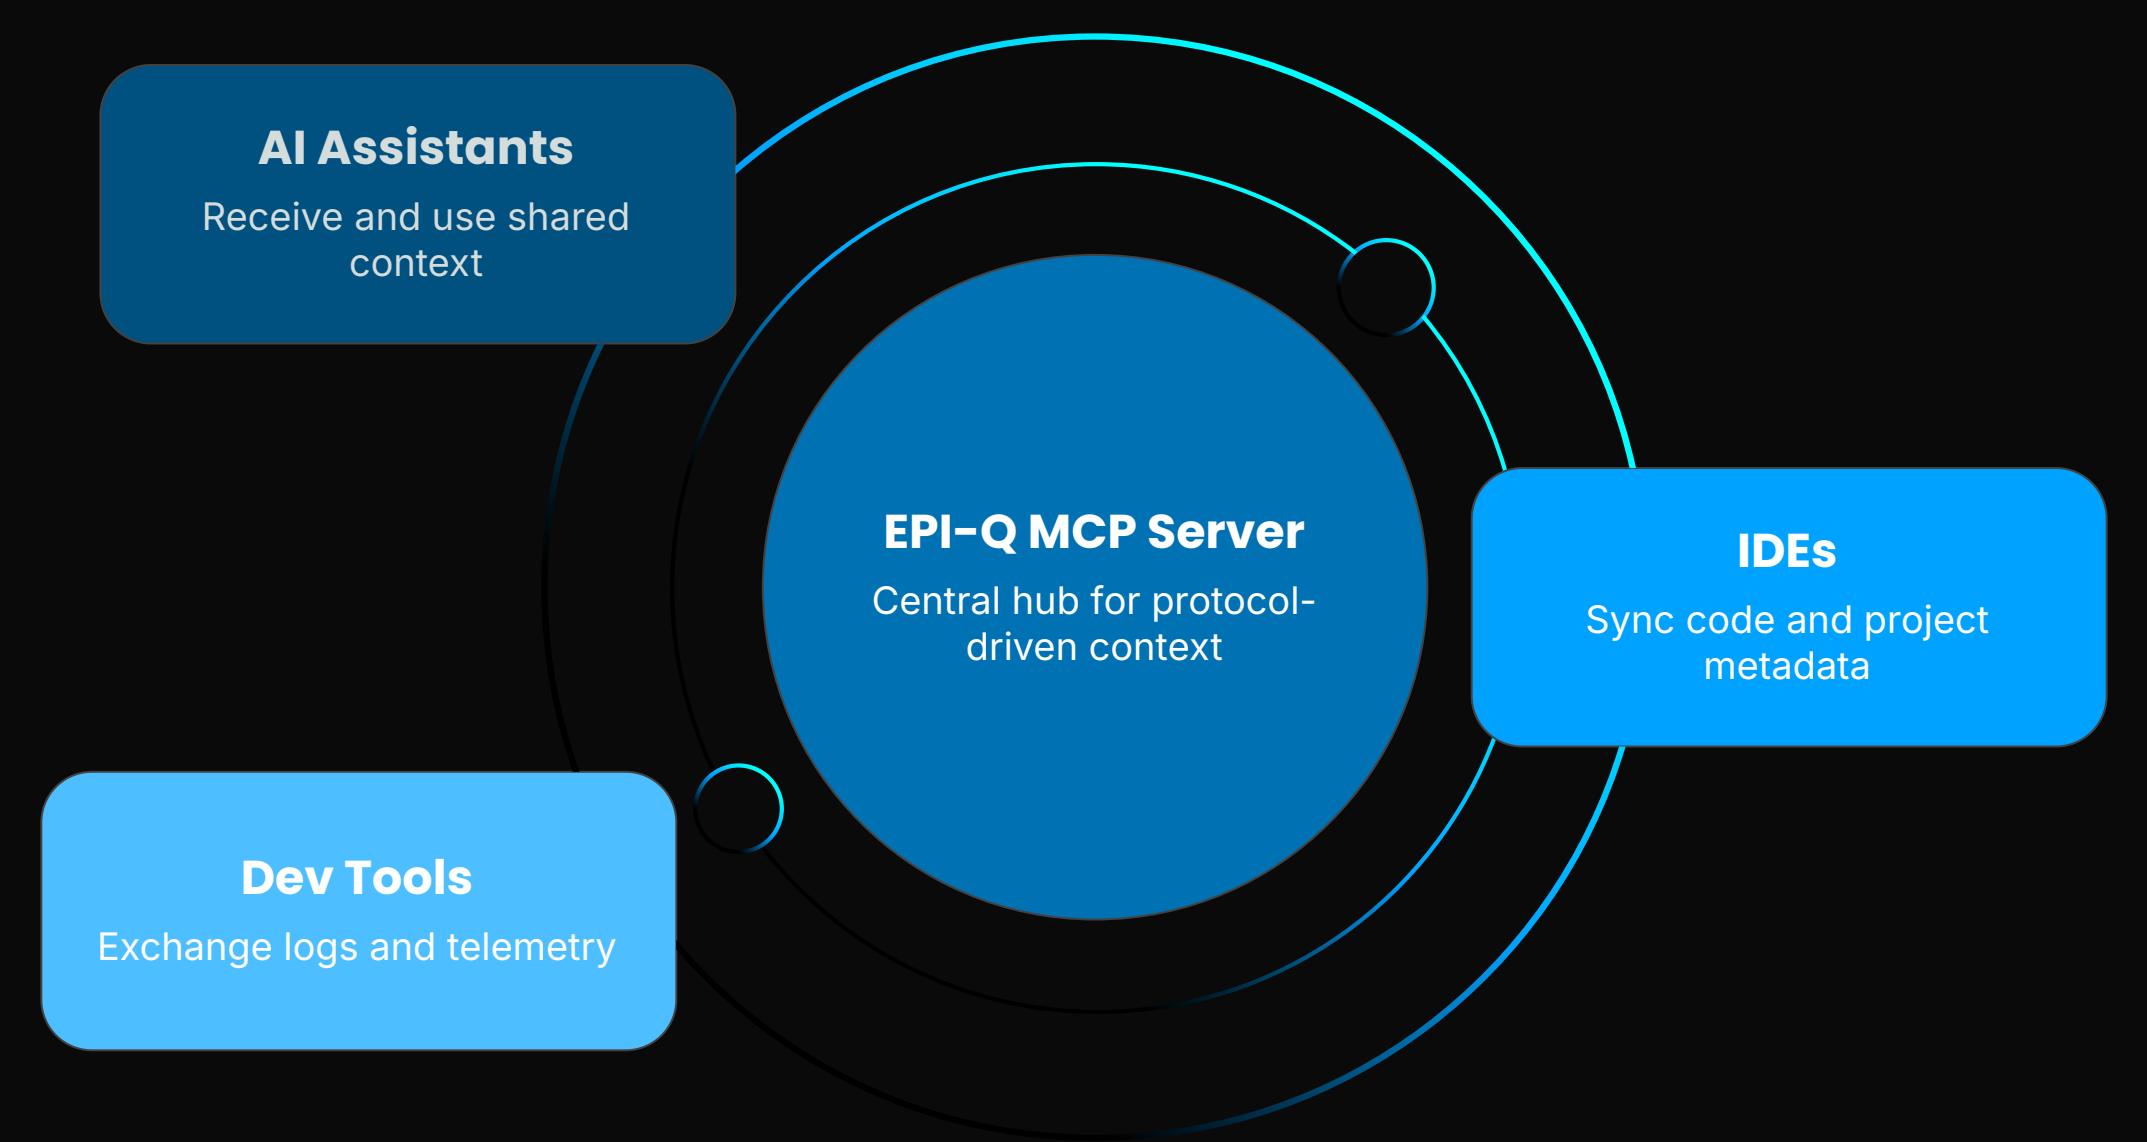 AI Assistants
Receive and use shared
context
EPI-Q MCP Server
Central hub for protocol-
driven context
IDEs
Sync code and project
metadata
Dev Tools
Exchange logs and telemetry